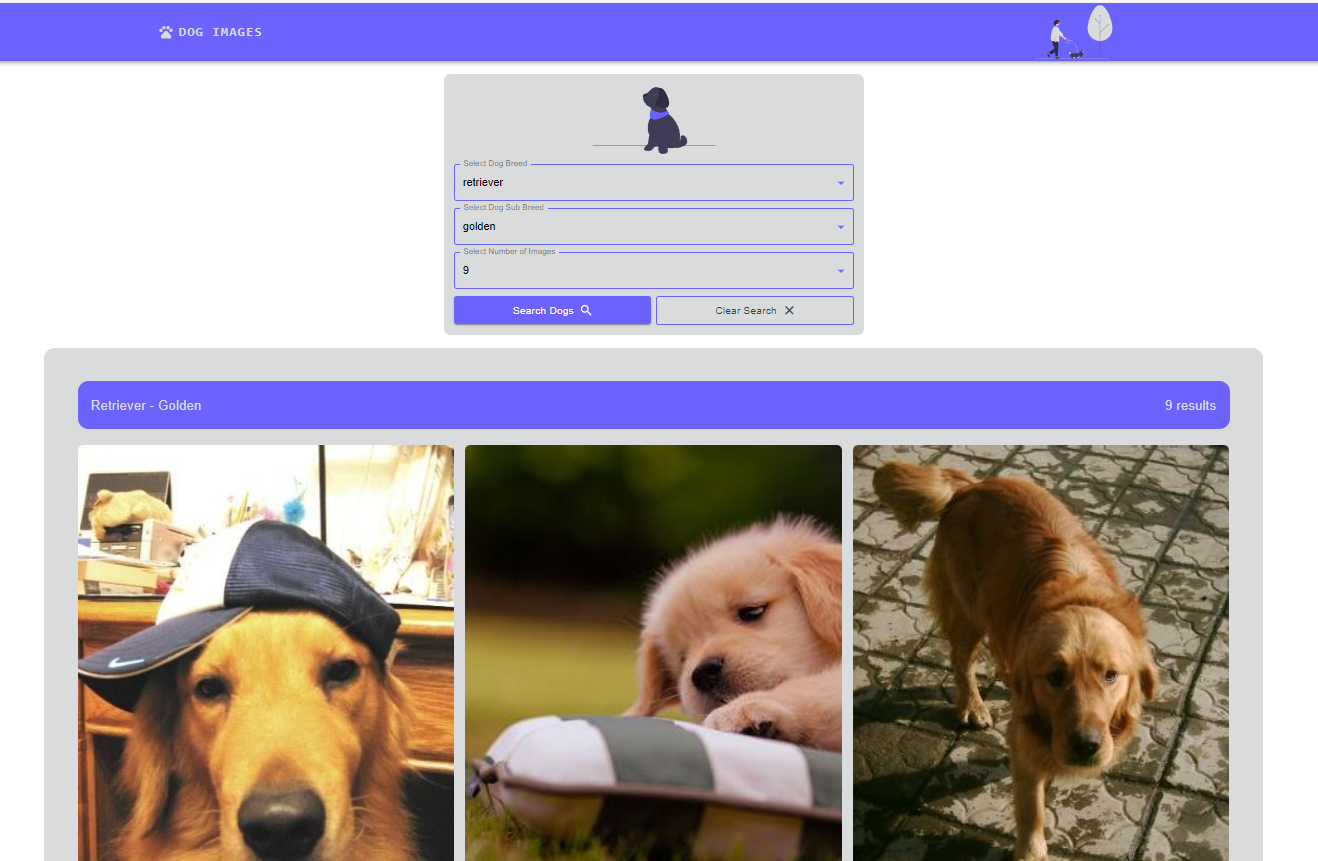 DOG IMAGES
Select Dog Breed
retriever
Select Dog Sub Breed
golden
Select Number of Images
9
Search Dogs
Clear Search
Retriever - Golden
9 results